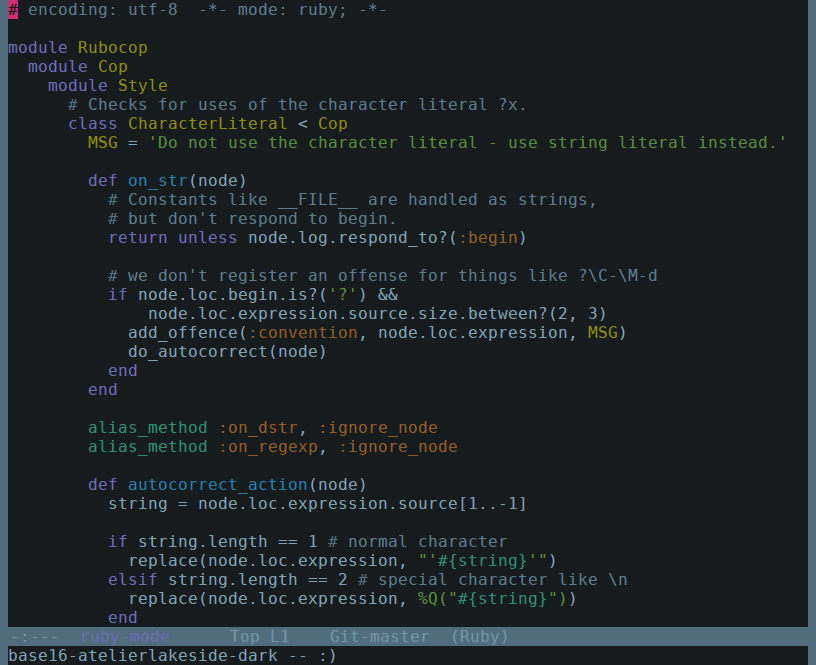 # encoding: utf-8  -*- mode: ruby; -*-

module Rubocop
  module Cop
    module Style
      # Checks for uses of the character literal ?x.
      class CharacterLiteral < Cop
        MSG = 'Do not use the character literal - use string literal instead.'

        def on_str(node)
          # Constants like __FILE__ are handled as strings,
          # but don't respond to begin.
          return unless node.log.respond_to?(:begin)

          # we don't register an offense for things like ?\C-\M-d
          if node.loc.begin.is?('?') &&
              node.loc.expression.source.size.between?(2, 3)
            add_offence(:convention, node.loc.expression, MSG)
            do_autocorrect(node)
          end
        end

        alias_method :on_dstr, :ignore_node
        alias_method :on_regexp, :ignore_node

        def autocorrect_action(node)
          string = node.loc.expression.source[1..-1]

          if string.length == 1 # normal character
            replace(node.loc.expression, "'#{string}'")
          elsif string.length == 2 # special character like \n
            replace(node.loc.expression, %Q("#{string}"))
          end
-:---  ruby-mode      Top L1    Git-master  (Ruby)
base16-atelierlakeside-dark -- :)